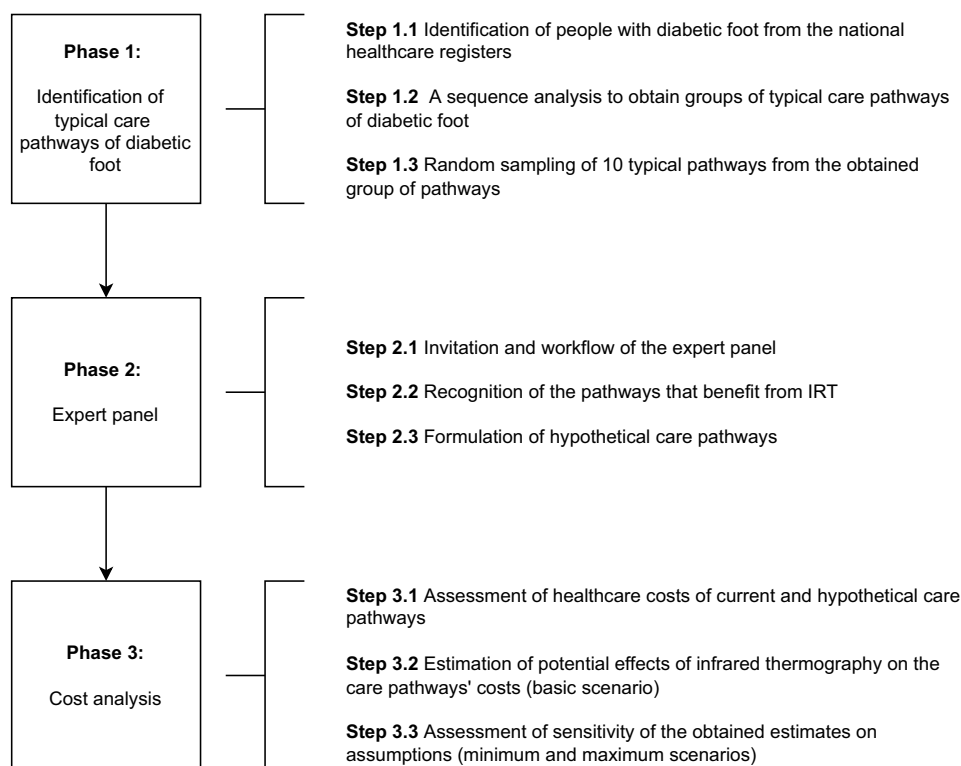 Phase 1:
Identification of
typical care
pathways of diabetic
foot
Step 1.1 Identification of people with diabetic foot from the national
healthcare registers
Step 1.2 A sequence analysis to obtain groups of typical care pathways
of diabetic foot
Step 1.3 Random sampling of 10 typical pathways from the obtained
group of pathways
Phase 2:
Expert panel
Step 2.1 Invitation and workflow of the expert panel
Step 2.2 Recognition of the pathways that benefit from IRT
Step 2.3 Formulation of hypothetical care pathways
Phase 3:
Cost analysis
Step 3.1 Assessment of healthcare costs of current and hypothetical care
pathways
Step 3.2 Estimation of potential effects of infrared thermography on the
care pathways' costs (basic scenario)
Step 3.3 Assessment of sensitivity of the obtained estimates on
assumptions (minimum and maximum scenarios)